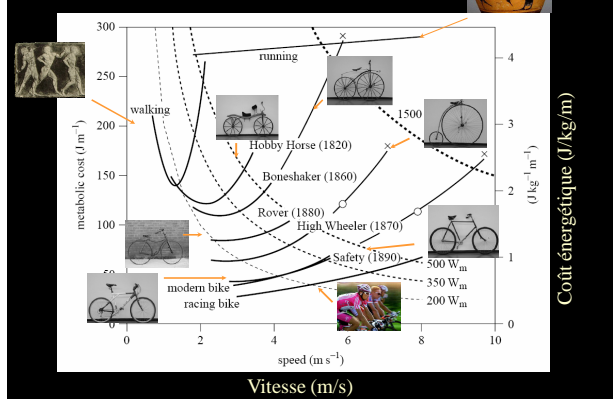 300
250
200
150
100
50
0
metabolic cost (J m⁻¹)
running
walking
1500
Hobby Horse (1820)
Boneshaker (1860)
Rover (1880)
High Wheeler (1870)
Safety (1890)
modern bike
racing bike
500 Wm
350 Wm
200 Wm
4
3
2
1
0
(J kg⁻¹ m⁻¹)
0 2 4 6 8 10
speed (m s⁻¹)
Coût énergétique (J/kg/m)
Vitesse (m/s)